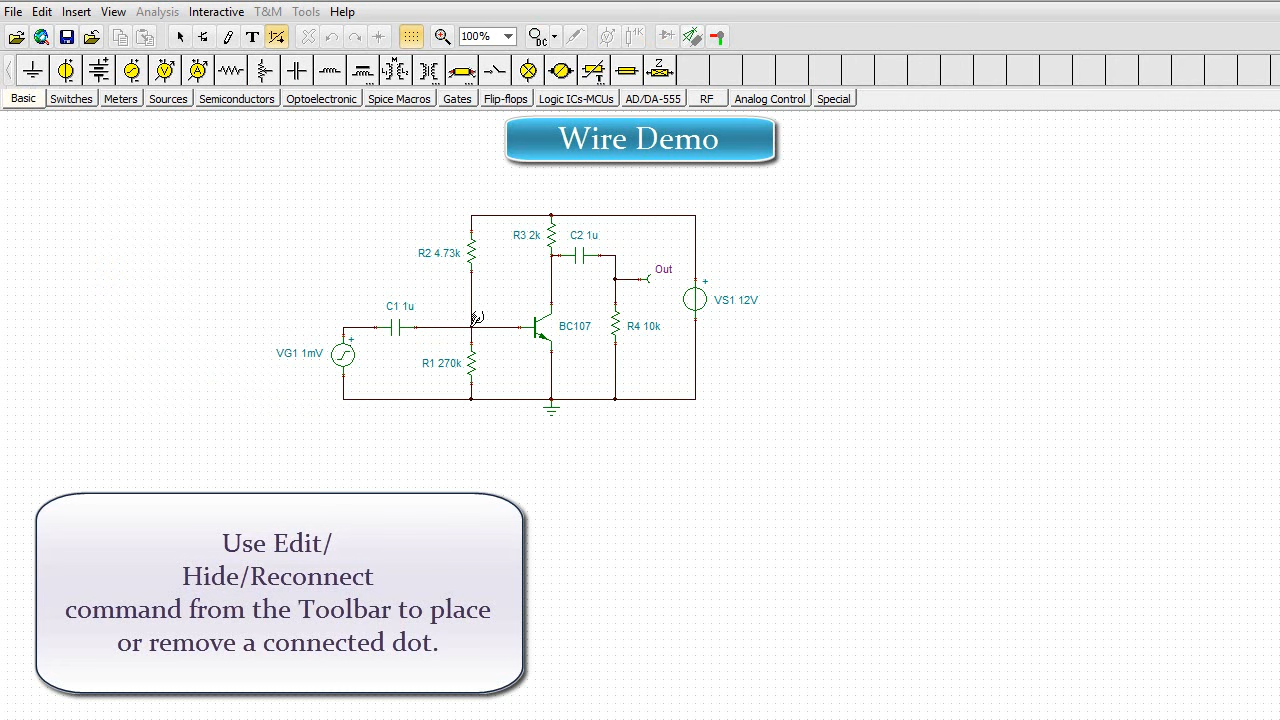 File Edit Insert View Analysis Interactive T&M Tools Help
100% DC 1K
M Z
Basic Switches Meters Sources Semiconductors Optoelectronic Spice Macros Gates Flip-flops Logic ICs-MCUs AD/DA-555 RF Analog Control Special
Wire Demo
R3 2k C2 1u
R2 4.73k
Out
+
VS1 12V
C1 1u
BC107 R4 10k
+
VG1 1mV
R1 270k
Use Edit/
Hide/Reconnect
command from the Toolbar to place
or remove a connected dot.